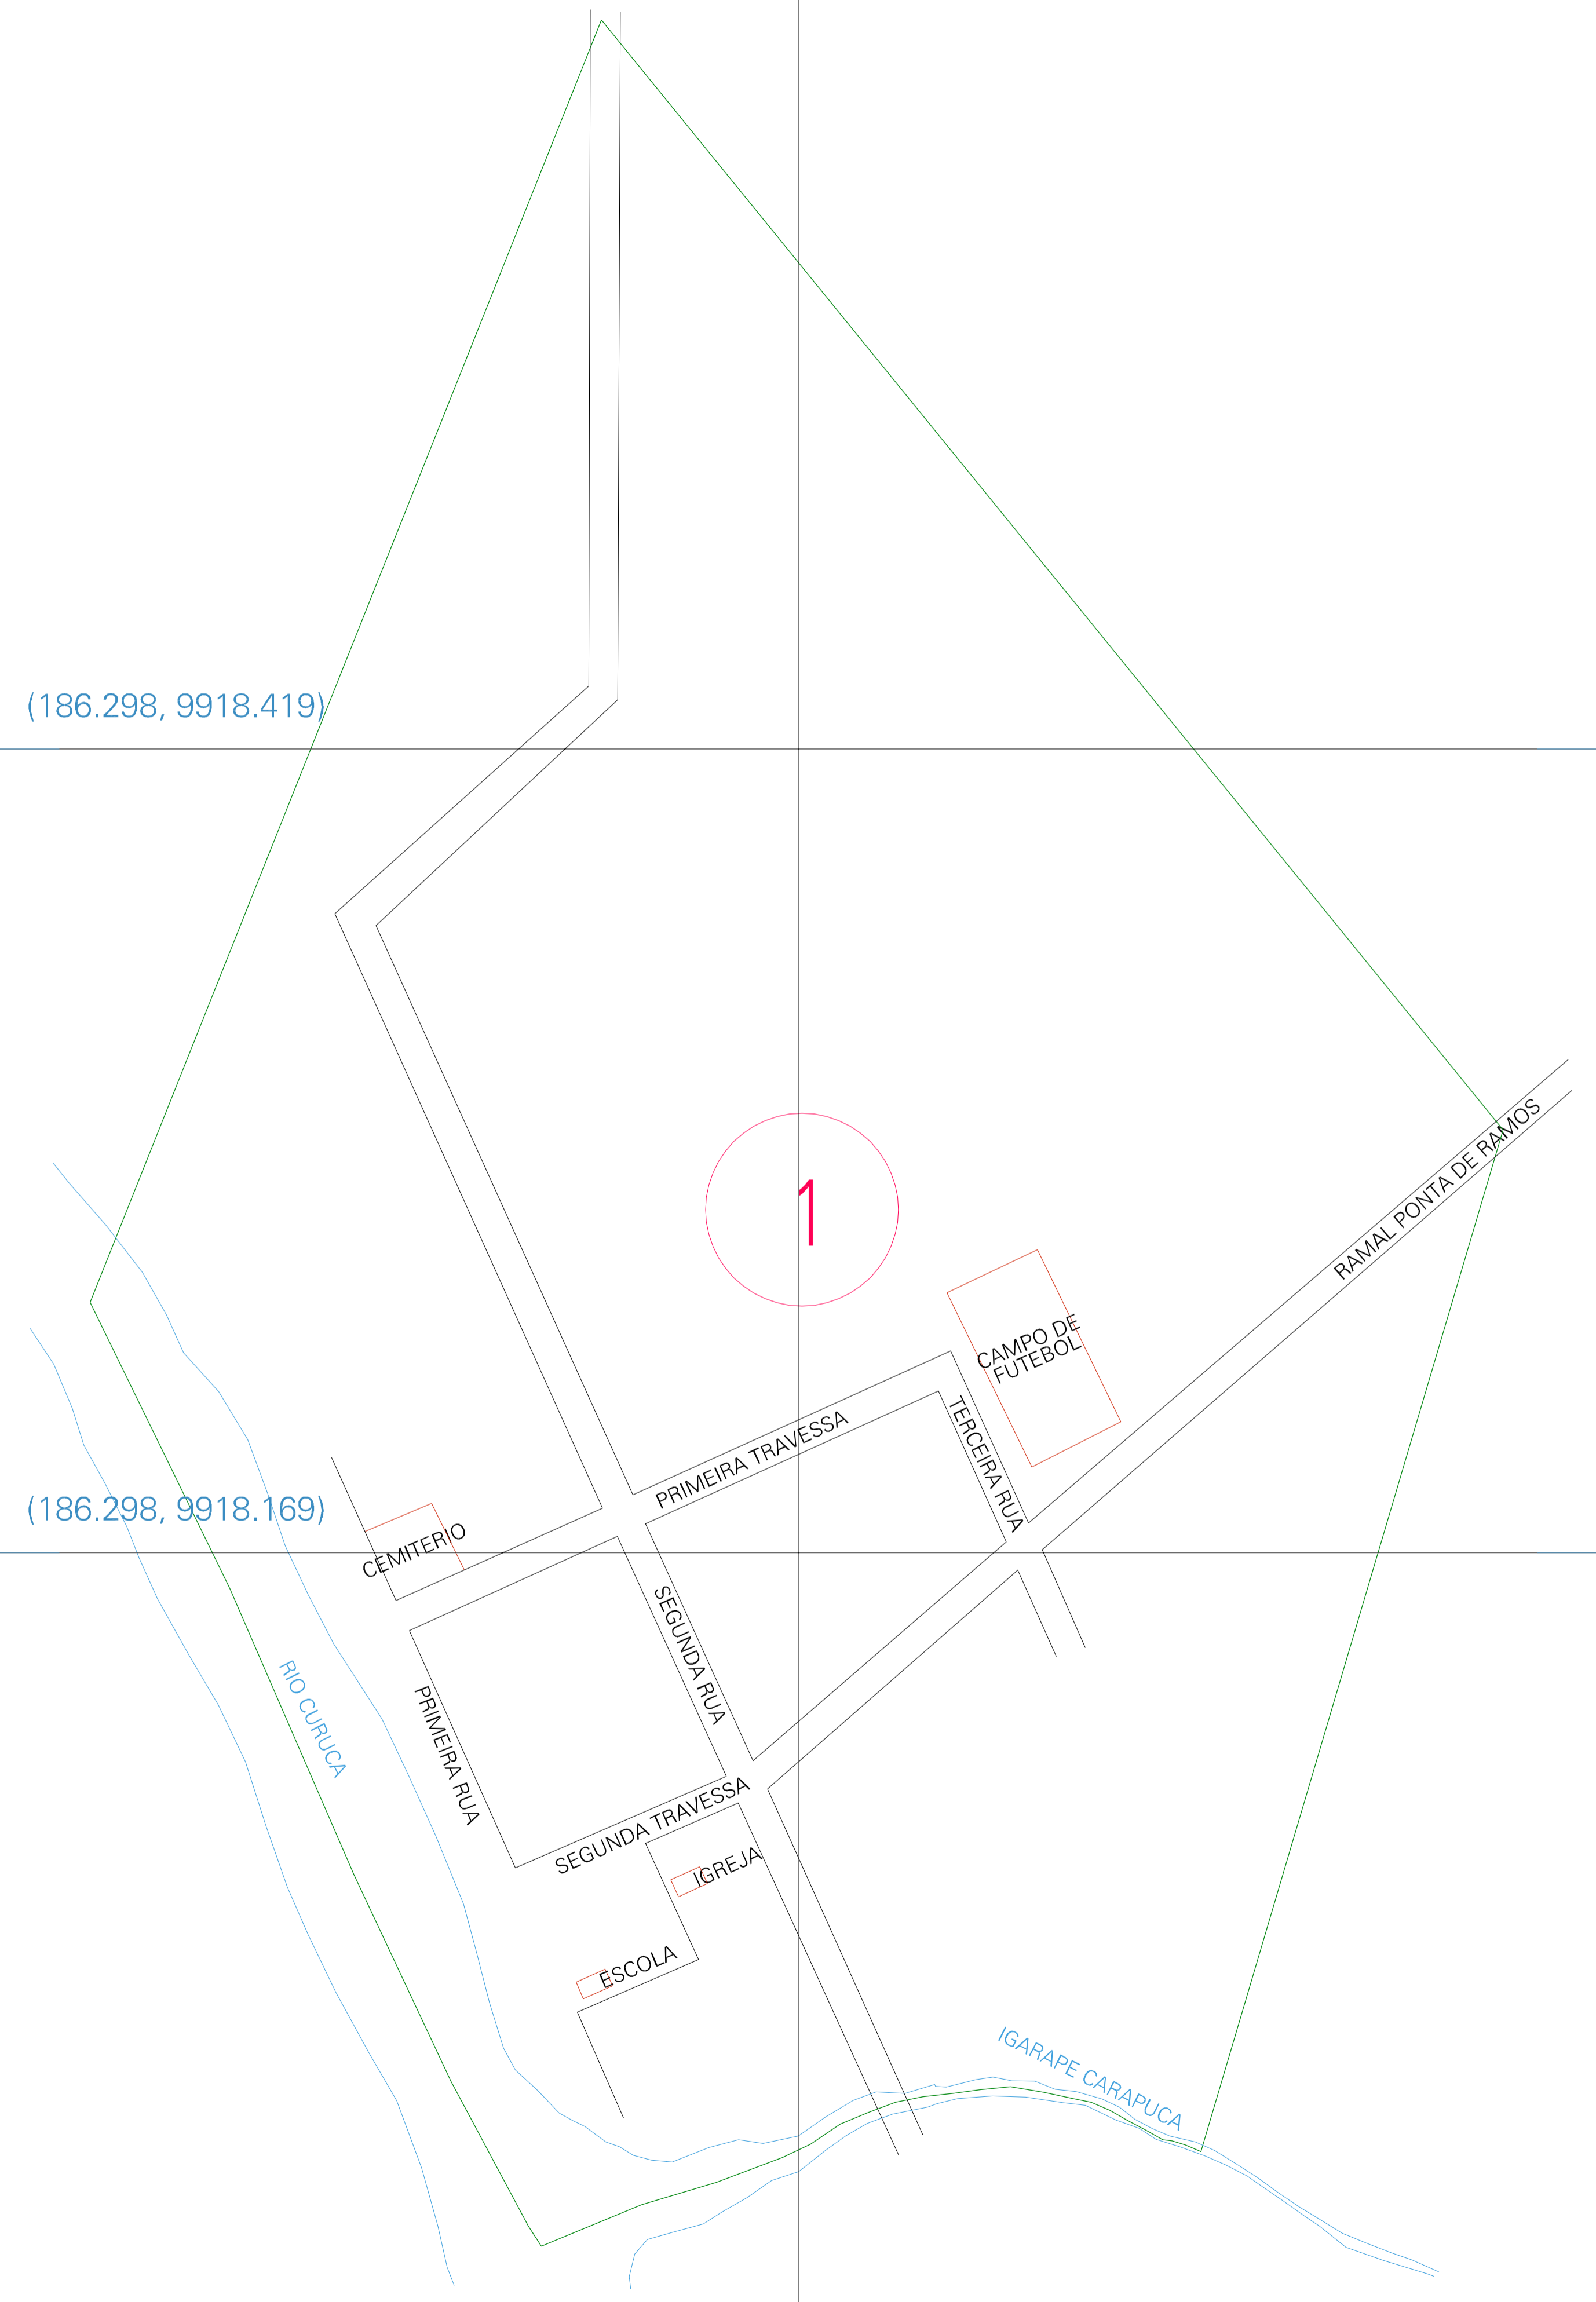 (186.298, 9918.419)
RAMAL PONTA DE RAMOS
1
CAMPO DE
FUTEBOL
PRIMEIRA TRAVESSA
TERCEIRA RUA
(186.298, 9918.169)
CEMITERIO
SEGUNDA RUA
RIO CURUCA
PRIMEIRA RUA
SEGUNDA TRAVESSA
IGREJA
ESCOLA
IGARAPE CARAPUCA